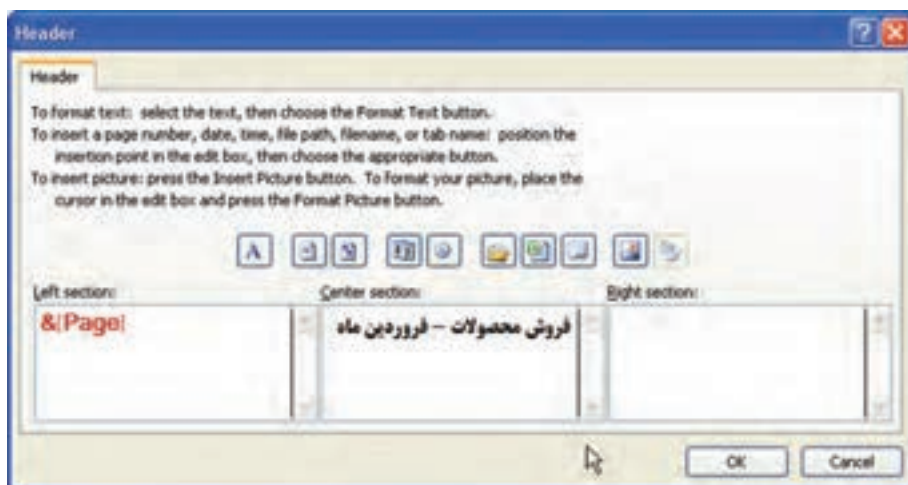 Header
Header
To format text: select the text, then choose the Format Text button.
To insert a page number, date, time, file path, filename, or tab name: position the
insertion point in the edit box, then choose the appropriate button.
To insert picture: press the Insert Picture button. To format your picture, place the
cursor in the edit box and press the Format Picture button.
A
Left section: Center section: Right section:
&[Page] فروش محصولات - فروردین ماه
OK Cancel